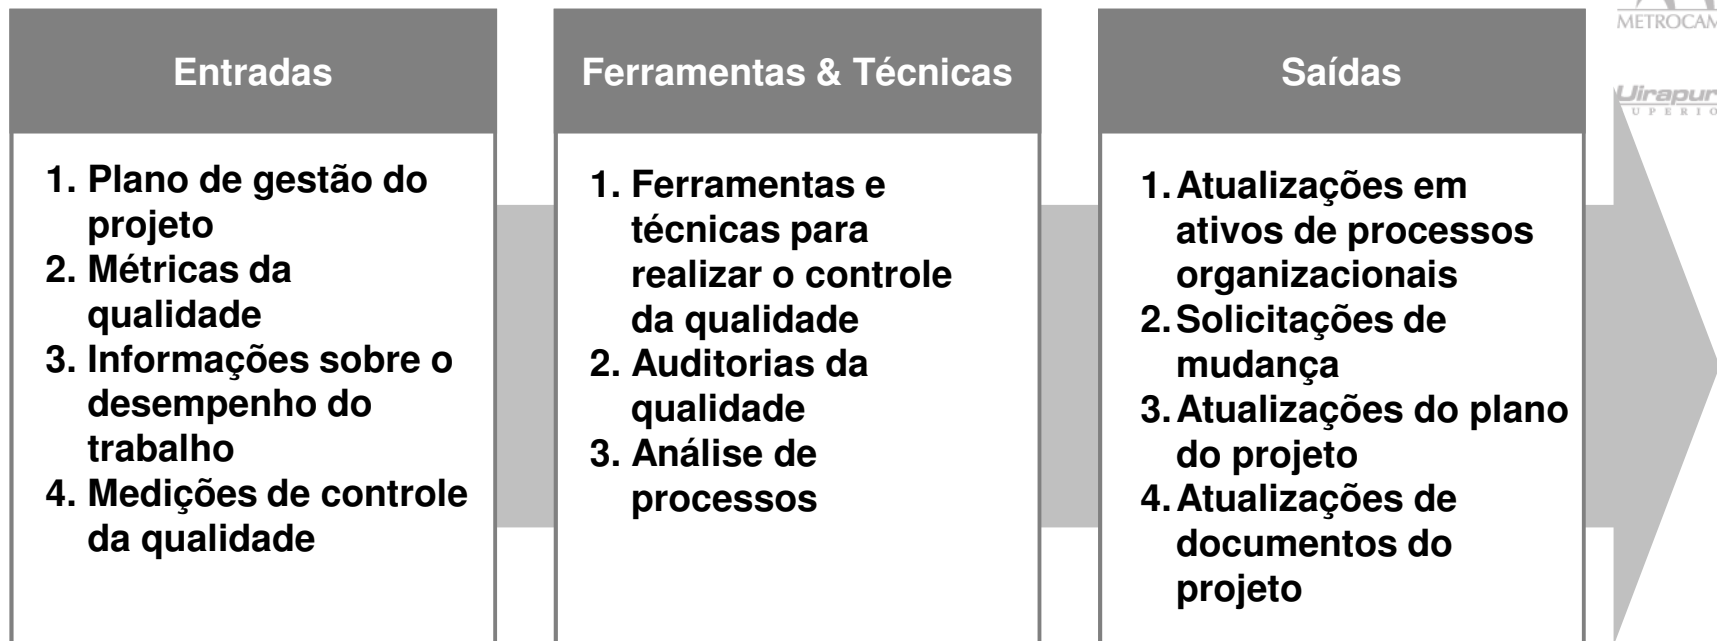 METROCAM
Uirapur
UPERIO
Entradas
1. Plano de gestão do
projeto
2. Métricas da
qualidade
3. Informações sobre o
desempenho do
trabalho
4. Medições de controle
da qualidade
Ferramentas & Técnicas
1. Ferramentas e
técnicas para
realizar o controle
da qualidade
2. Auditorias da
qualidade
3. Análise de
processos
Saídas
1. Atualizações em
ativos de processos
organizacionais
2. Solicitações de
mudança
3. Atualizações do plano
do projeto
4. Atualizações de
documentos do
projeto